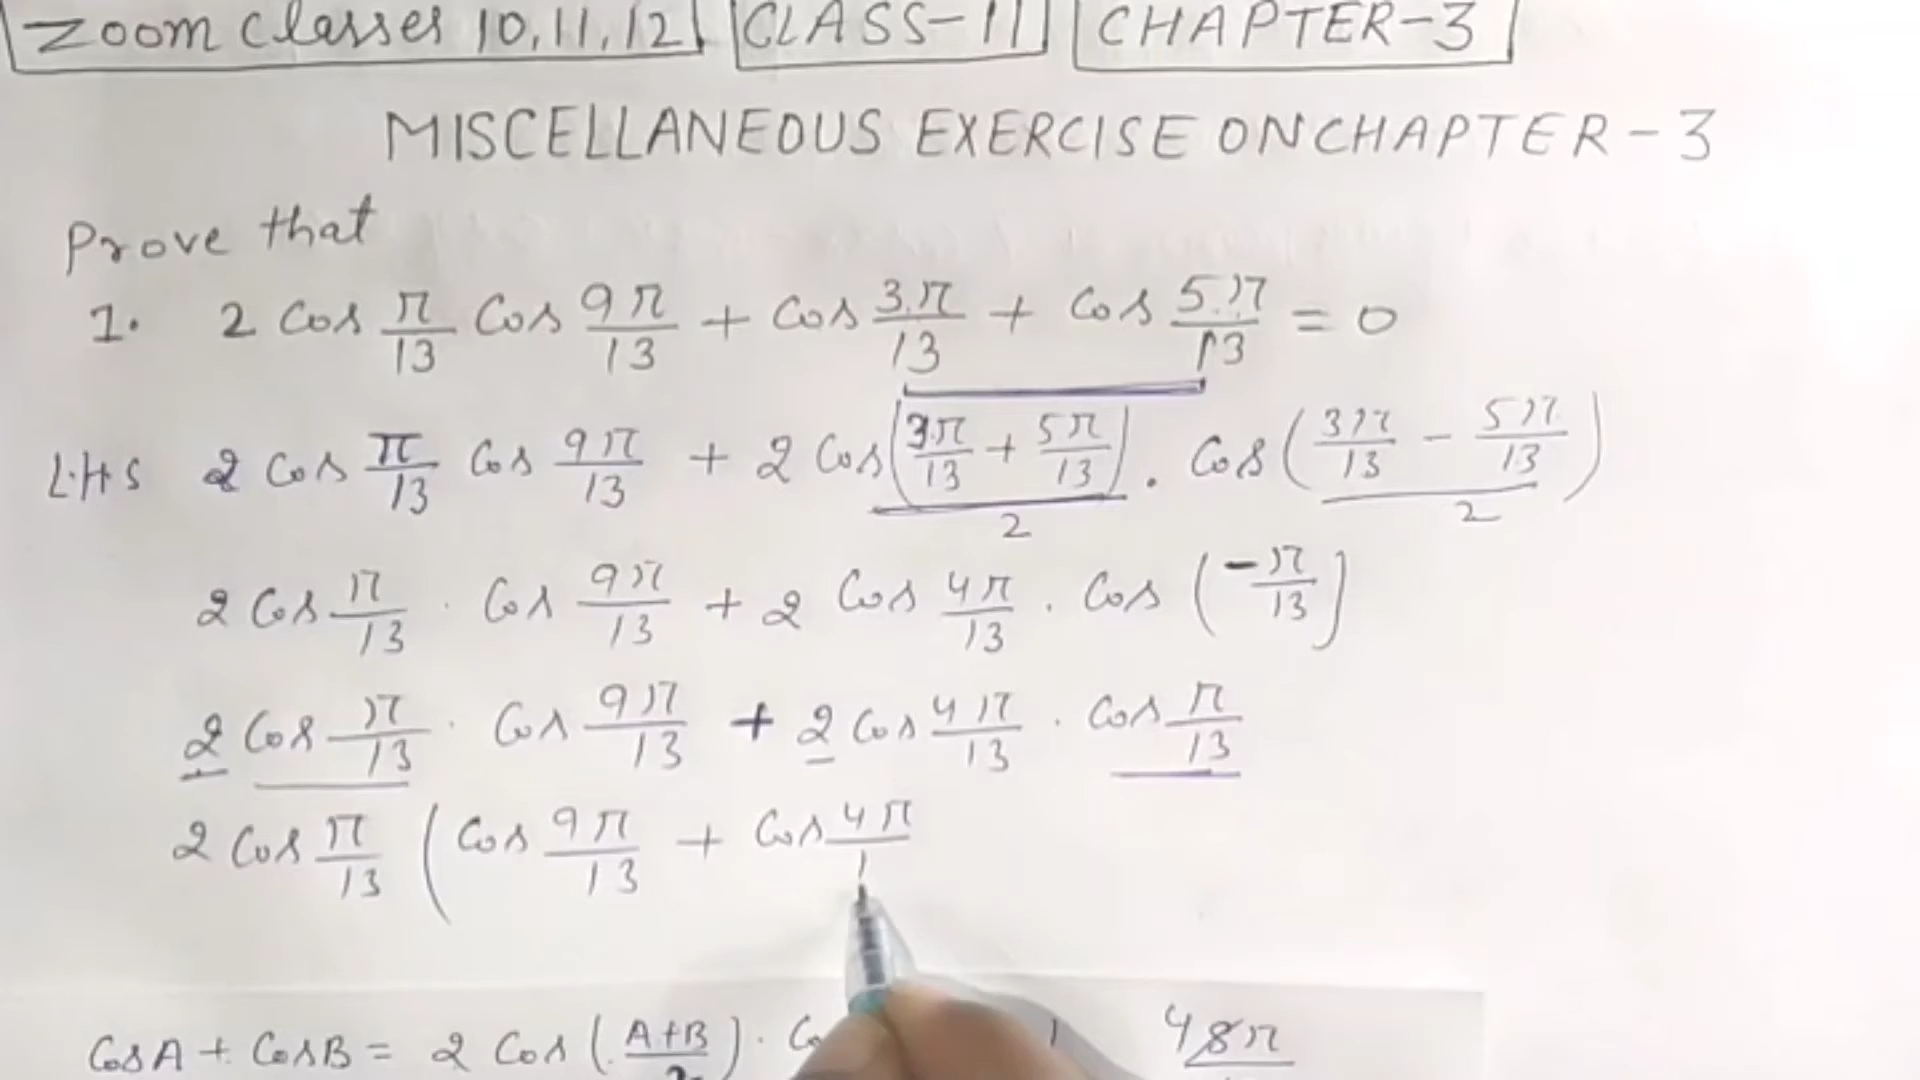 Zoom Classes 10,11,12 CLASS-11 CHAPTER-3
MISCELLANEOUS EXERCISE ON CHAPTER-3
Prove that
1. 2 Cos π/13 Cos 9π/13 + Cos 3π/13 + Cos 5π/13 = 0
L.H.S 2 Cos π/13 Cos 9π/13 + 2 Cos (3π/13 + 5π/13)/2 . Cos (3π/13 - 5π/13)/2
2 Cos π/13 . Cos 9π/13 + 2 Cos 4π/13 . Cos (-π/13)
2 Cos π/13 . Cos 9π/13 + 2 Cos 4π/13 . Cos π/13
2 Cos π/13 ( Cos 9π/13 + Cos 4π/1
CosA + CosB = 2 Cos (A+B/2) . 4 8π